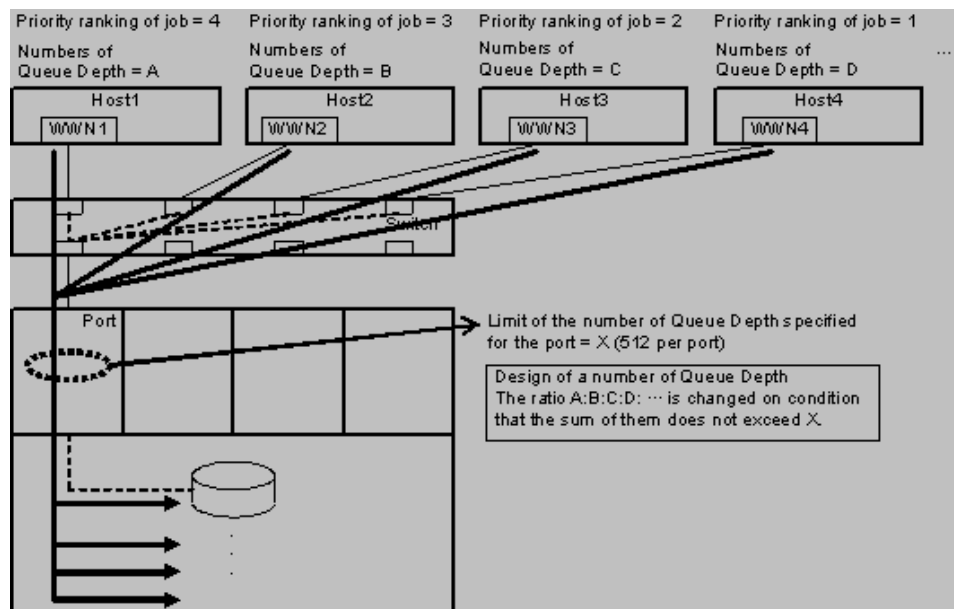 Priority ranking of job = 4
Priority ranking of job = 3
Priority ranking of job = 2
Priority ranking of job = 1
Numbers of
Queue Depth = A
Numbers of
Queue Depth = B
Numbers of
Queue Depth = C
Numbers of
Queue Depth = D
...
Host1
WWN1
Host2
WWN2
Host3
WWN3
Host4
WWN4
Switch
Port
Limit of the number of Queue Depth specified
for the port = X (512 per port)
Design of a number of Queue Depth
The ratio A:B:C:D: ··· is changed on condition
that the sum of them does not exceed X.